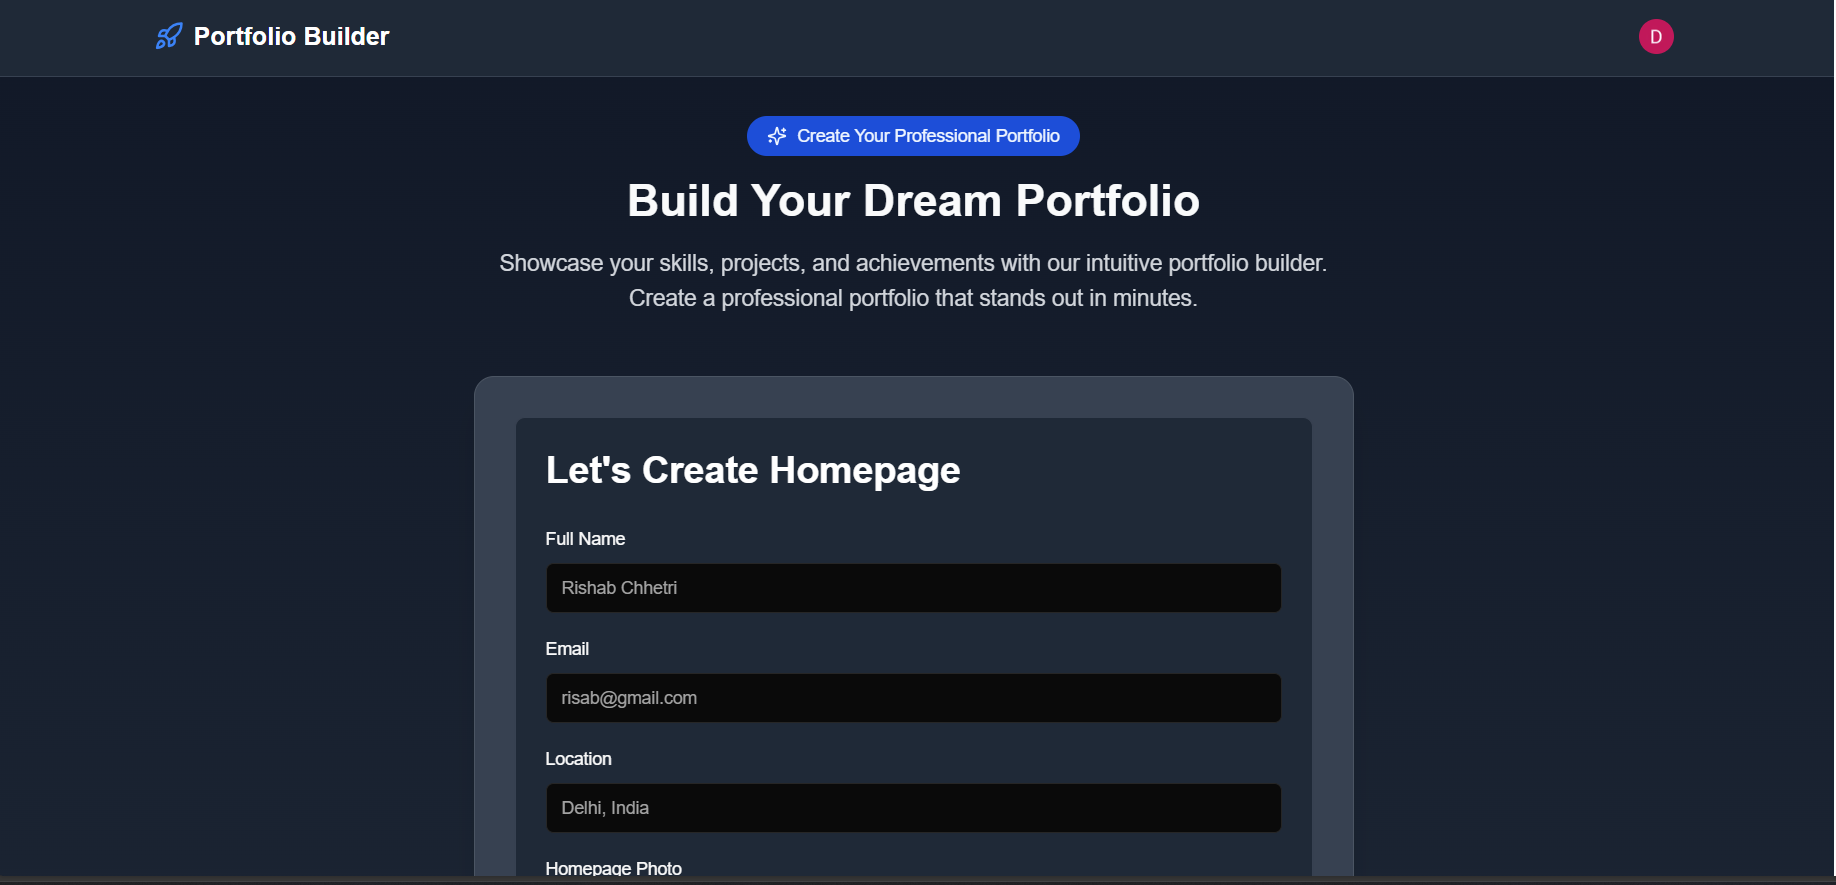 Portfolio Builder
D
Create Your Professional Portfolio
Build Your Dream Portfolio
Showcase your skills, projects, and achievements with our intuitive portfolio builder.
Create a professional portfolio that stands out in minutes.
Let's Create Homepage
Full Name
Rishab Chhetri
Email
risab@gmail.com
Location
Delhi, India
Homepage Photo